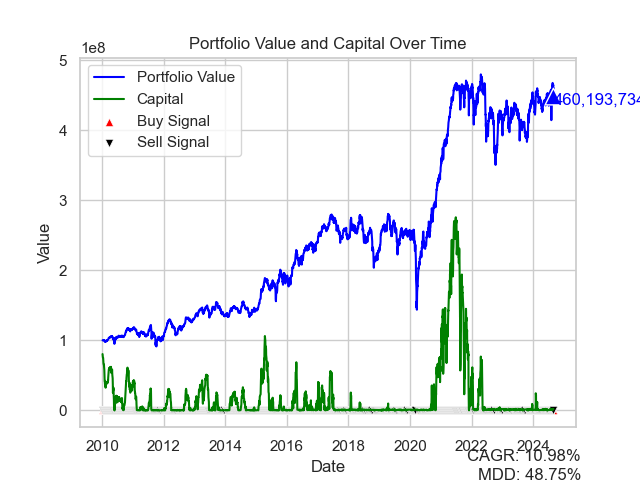 Portfolio Value and Capital Over Time
1e8
5
4
3
2
1
0
Value
Portfolio Value
Capital
Buy Signal
Sell Signal
460,193,734
2010 2012 2014 2016 2018 2020 2022 2024
Date
CAGR: 10.98%
MDD: 48.75%